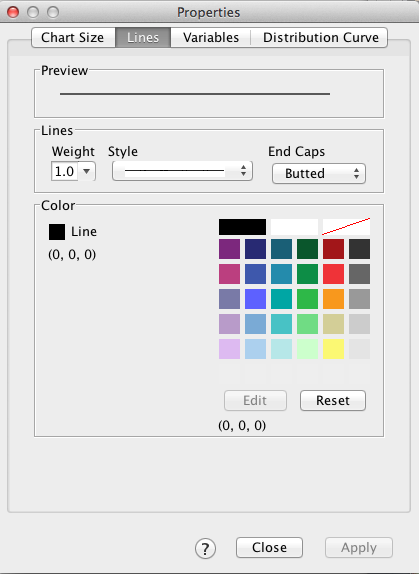 Properties
Chart Size Lines Variables Distribution Curve
Preview
Lines
Weight Style End Caps
1.0 Butted
Color
Line
(0, 0, 0)
Edit Reset
(0, 0, 0)
? Close Apply